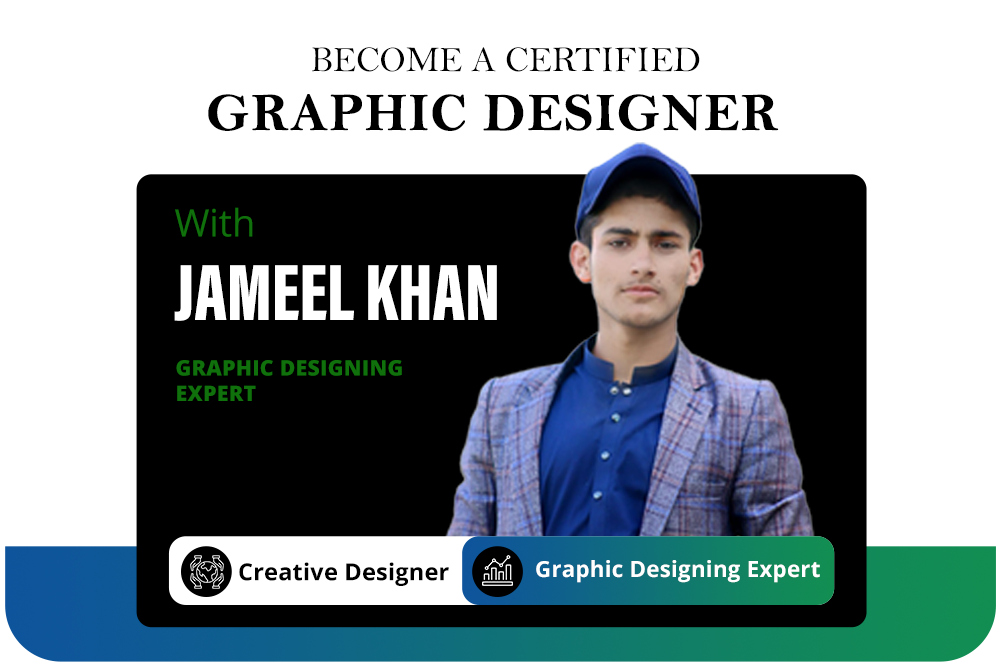 BECOME A CERTIFIED
GRAPHIC DESIGNER
With
JAMEEL KHAN
GRAPHIC DESIGNING
EXPERT
Creative Designer
Graphic Designing Expert